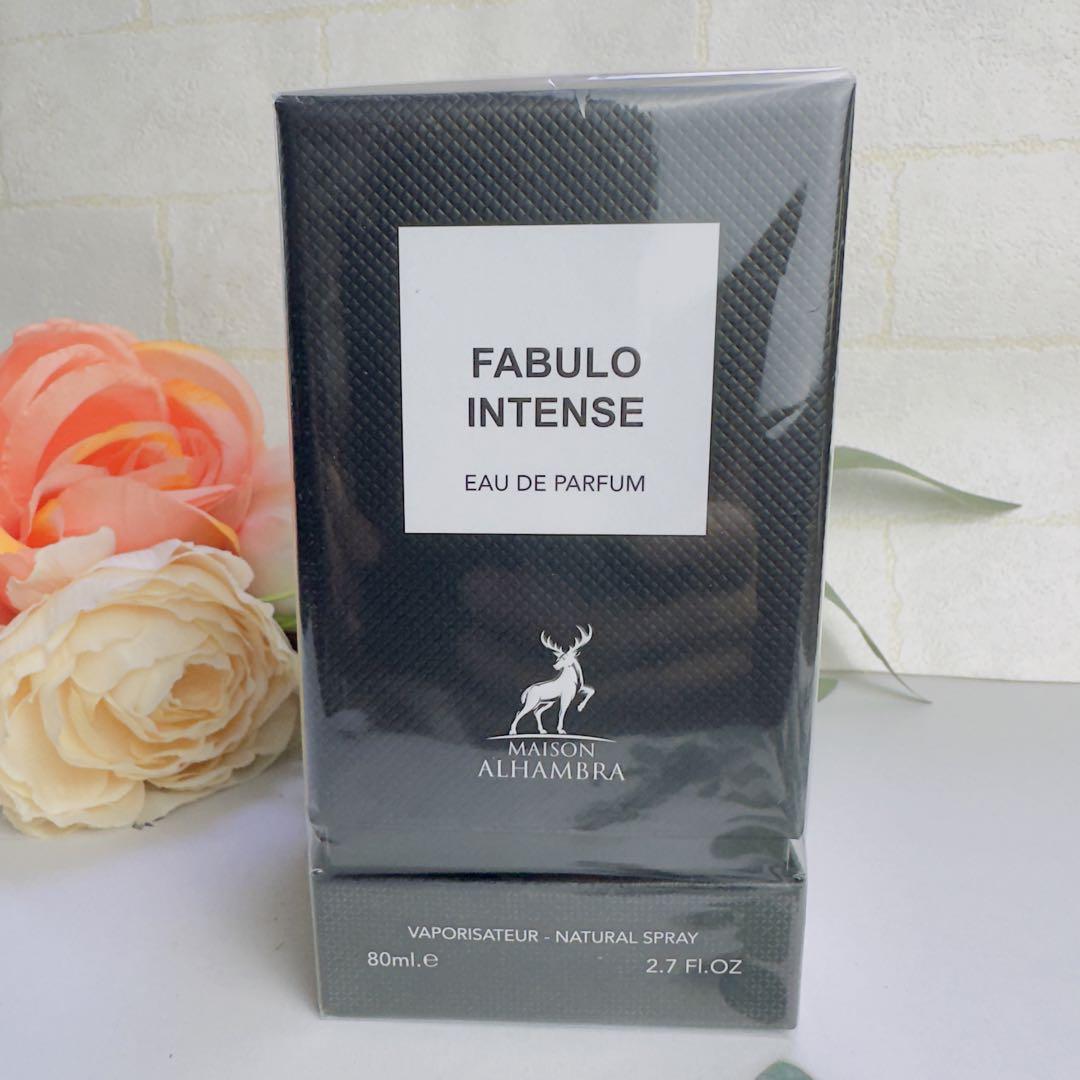 FABULO
INTENSE
EAU DE PARFUM
MAISON
ALHAMBRA
VAPORISATEUR - NATURAL SPRAY
80ml.e
2.7 Fl.OZ